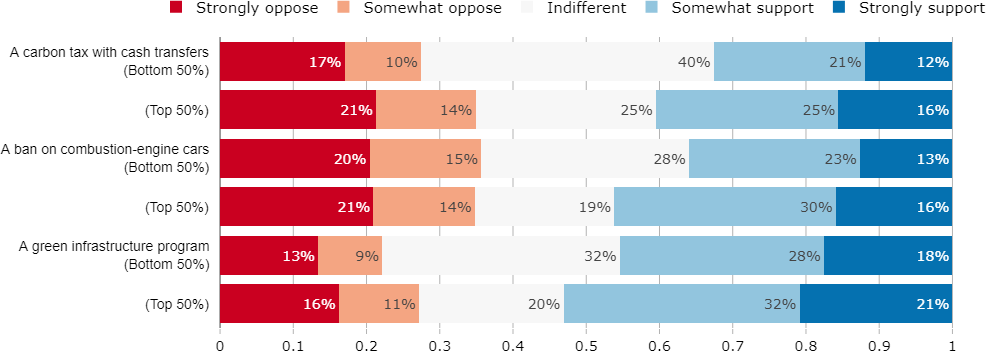 Strongly oppose Somewhat oppose Indifferent Somewhat support Strongly support
A carbon tax with cash transfers
(Bottom 50%)
17% 10% 40% 21% 12%
(Top 50%)
21% 14% 25% 25% 16%
A ban on combustion-engine cars
(Bottom 50%)
20% 15% 28% 23% 13%
(Top 50%)
21% 14% 19% 30% 16%
A green infrastructure program
(Bottom 50%)
13% 9% 32% 28% 18%
(Top 50%)
16% 11% 20% 32% 21%
0 0.1 0.2 0.3 0.4 0.5 0.6 0.7 0.8 0.9 1